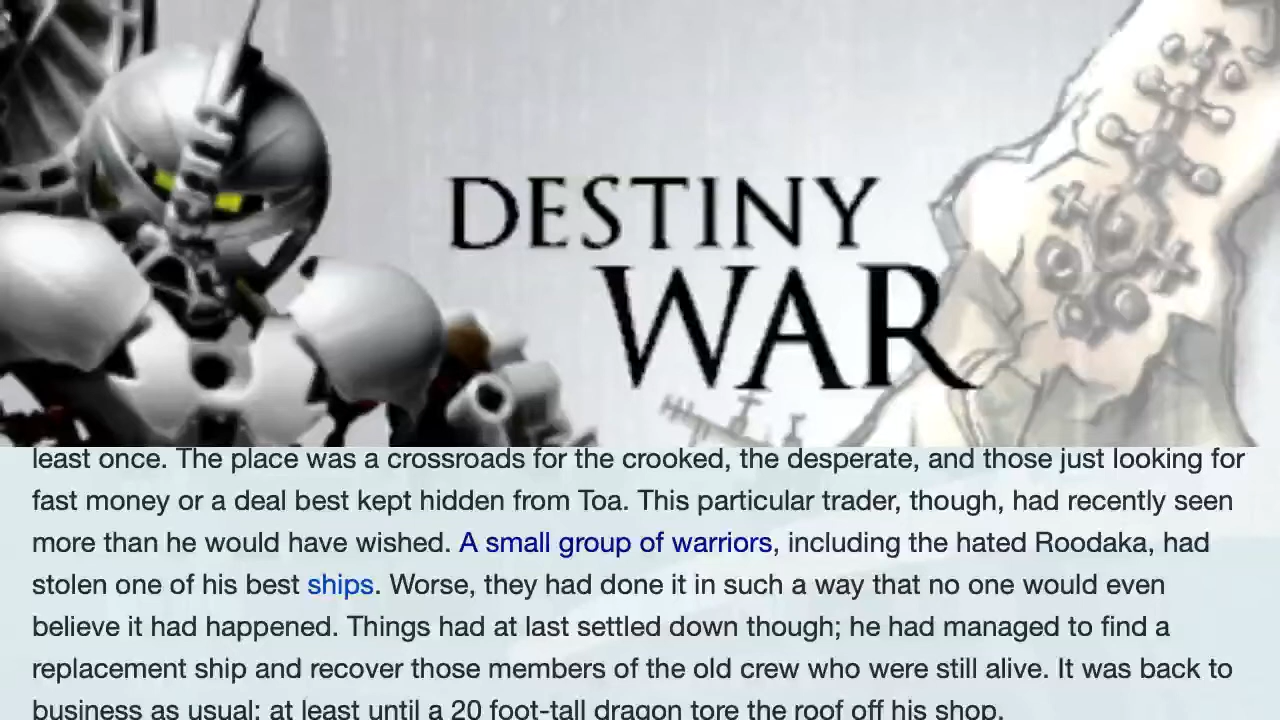 DESTINY
WAR
least once. The place was a crossroads for the crooked, the desperate, and those just looking for
fast money or a deal best kept hidden from Toa. This particular trader, though, had recently seen
more than he would have wished. A small group of warriors, including the hated Roodaka, had
stolen one of his best ships. Worse, they had done it in such a way that no one would even
believe it had happened. Things had at last settled down though; he had managed to find a
replacement ship and recover those members of the old crew who were still alive. It was back to
business as usual; at least until a 20 foot-tall dragon tore the roof off his shop.